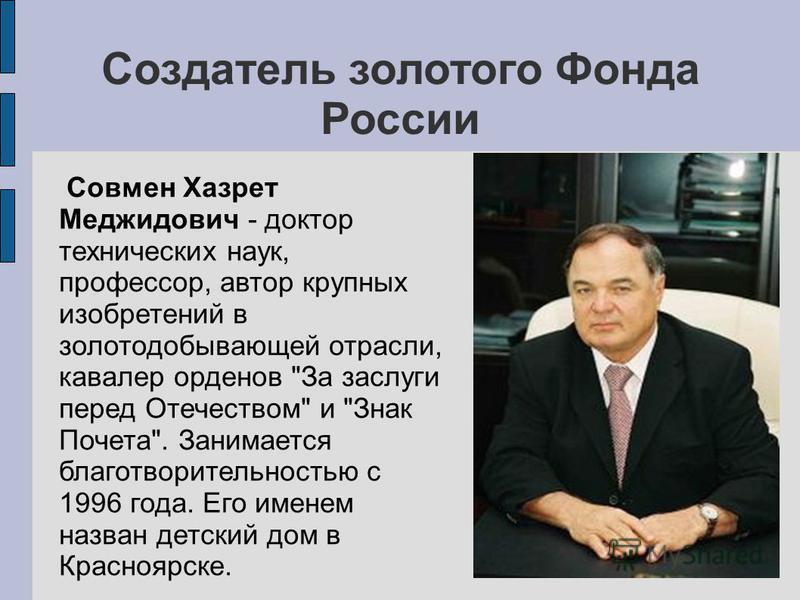 Создатель золотого Фонда
России
Совмен Хазрет
Меджидович - доктор
технических наук,
профессор, автор крупных
изобретений в
золотодобывающей отрасли,
кавалер орденов "За заслуги
перед Отечеством" и "Знак
Почета". Занимается
благотворительностью с
1996 года. Его именем
назван детский дом в
Красноярске.
MyShared